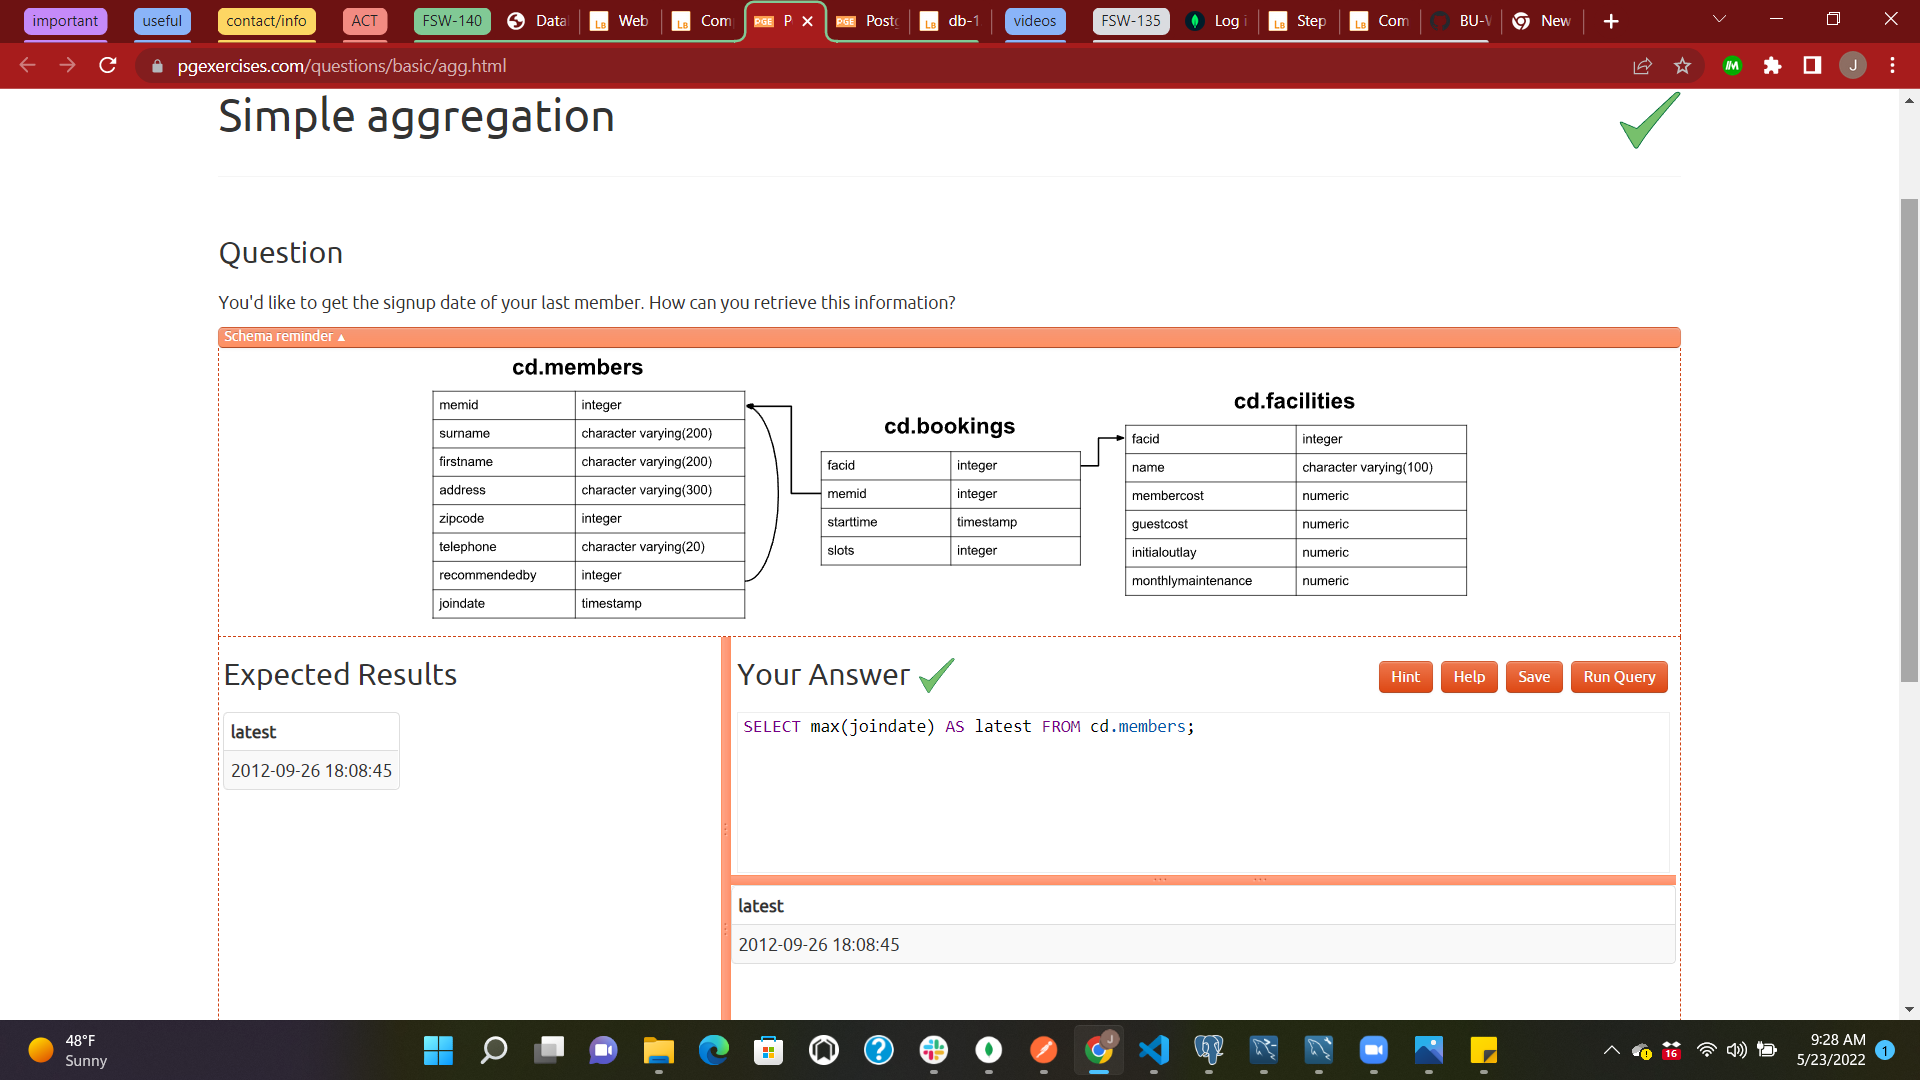 important useful contact/info ACT FSW-140 Data Web Com P Postg db-1 videos FSW-135 Log i Step Com BU-V New
pgexercises.com/questions/basic/agg.html
J
Simple aggregation
Question
You'd like to get the signup date of your last member. How can you retrieve this information?
Schema reminder ▲
cd.members
memid integer
surname character varying(200)
firstname character varying(200)
address character varying(300)
zipcode integer
telephone character varying(20)
recommendedby integer
joindate timestamp
cd.bookings
facid integer
memid integer
starttime timestamp
slots integer
cd.facilities
facid integer
name character varying(100)
membercost numeric
guestcost numeric
initialoutlay numeric
monthlymaintenance numeric
Expected Results
latest
2012-09-26 18:08:45
Your Answer
Hint Help Save Run Query
SELECT max(joindate) AS latest FROM cd.members;
latest
2012-09-26 18:08:45
48°F
Sunny
J
16
9:28 AM
5/23/2022
1